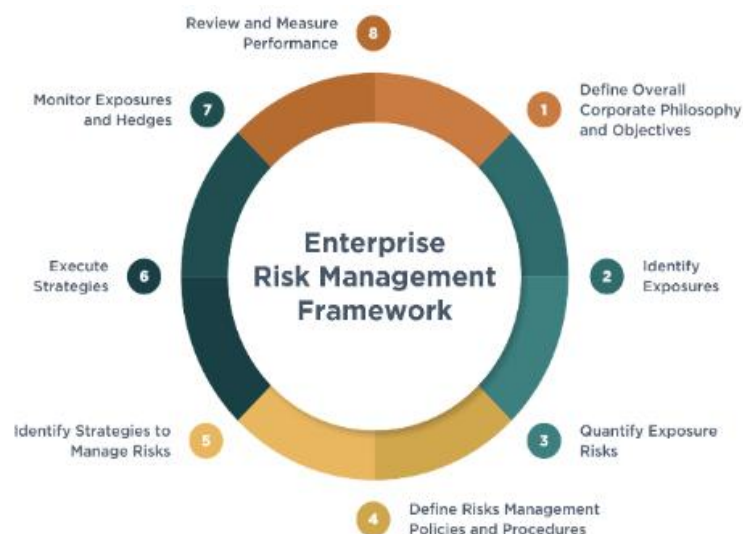 Enterprise
Risk Management
Framework
1
Define Overall
Corporate Philosophy
and Objectives
2
Identify
Exposures
3
Quantify Exposure
Risks
4
Define Risks Management
Policies and Procedures
5
Identify Strategies to
Manage Risks
6
Execute
Strategies
7
Monitor Exposures
and Hedges
8
Review and Measure
Performance